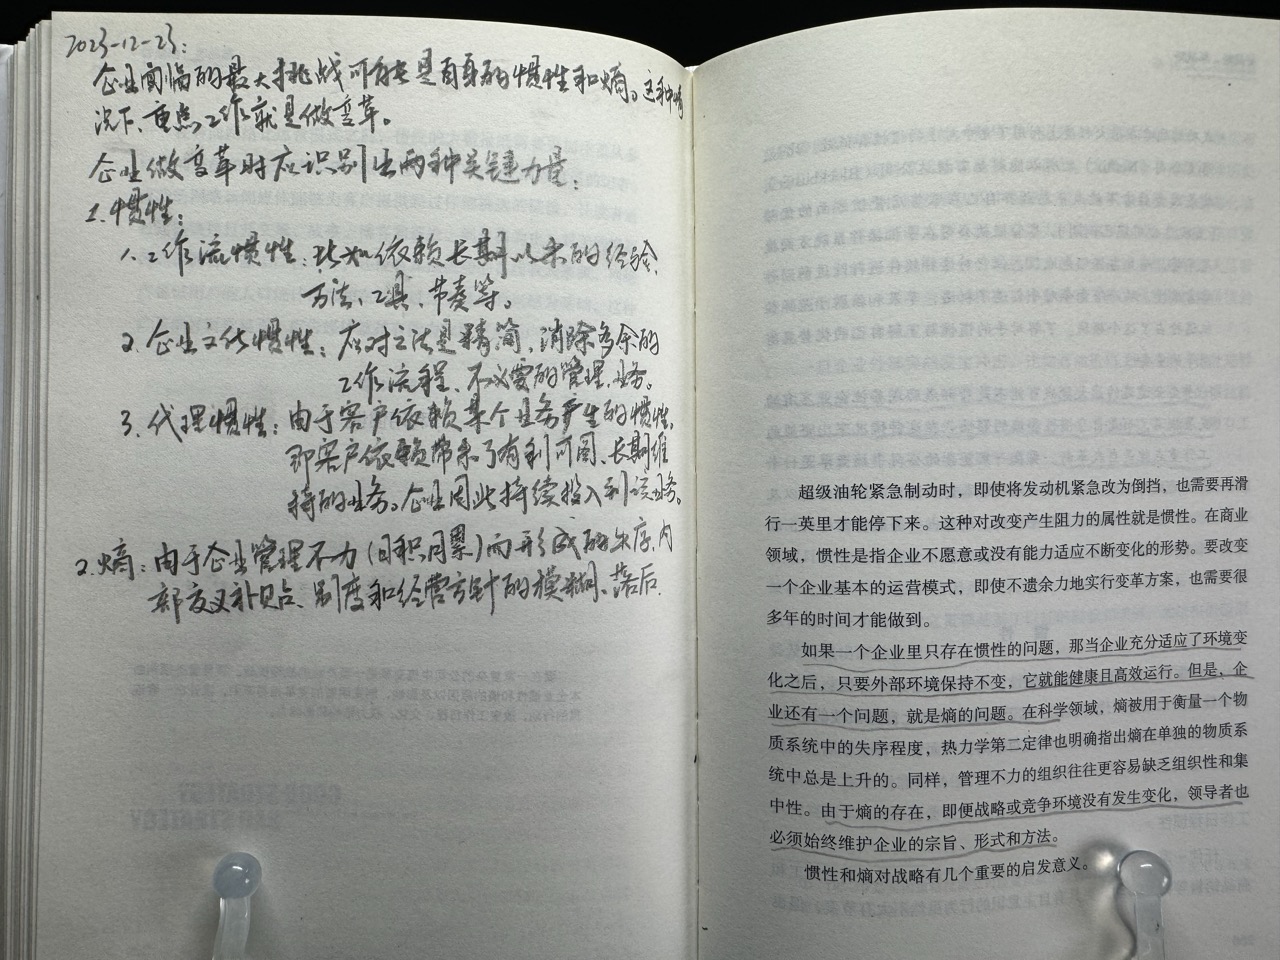 2023-12-23:
企业面临的最大挑战可能是自身的惯性和熵。这种情
况下、重点工作就是做变革。
企业做变革时应识别出两种关键力量:
1.惯性:
1.工作流惯性:比如依赖长期以来的经验、
方法、工具、节奏等。
2.企业文化惯性:应对之法是精简,消除多余的
工作流程、不必要的管理、业务。
3.代理惯性:由于客户依赖某个业务产生的惯性,
即客户依赖带来了有利可图、长期维
持的业务。企业因此持续投入到该业务。
2.熵:由于企业管理不力(日积月累)而形成的失序,内
部交叉补贴、制度和经营方针的模糊、落后.
超级油轮紧急制动时,即使将发动机紧急改为倒挡,也需要再滑
行一英里才能停下来。这种对改变产生阻力的属性就是惯性。在商业
领域,惯性是指企业不愿意或没有能力适应不断变化的形势。要改变
一个企业基本的运营模式,即使不遗余力地实行变革方案,也需要很
多年的时间才能做到。
如果一个企业里只存在惯性的问题,那当企业充分适应了环境变
化之后,只要外部环境保持不变,它就能健康且高效运行。但是,企
业还有一个问题,就是熵的问题。在科学领域,熵被用于衡量一个物
质系统中的失序程度,热力学第二定律也明确指出熵在单独的物质系
统中总是上升的。同样,管理不力的组织往往更容易缺乏组织性和集
中性。由于熵的存在,即便战略或竞争环境没有发生变化,领导者也
必须始终维护企业的宗旨、形式和方法。
惯性和熵对战略有几个重要的启发意义。